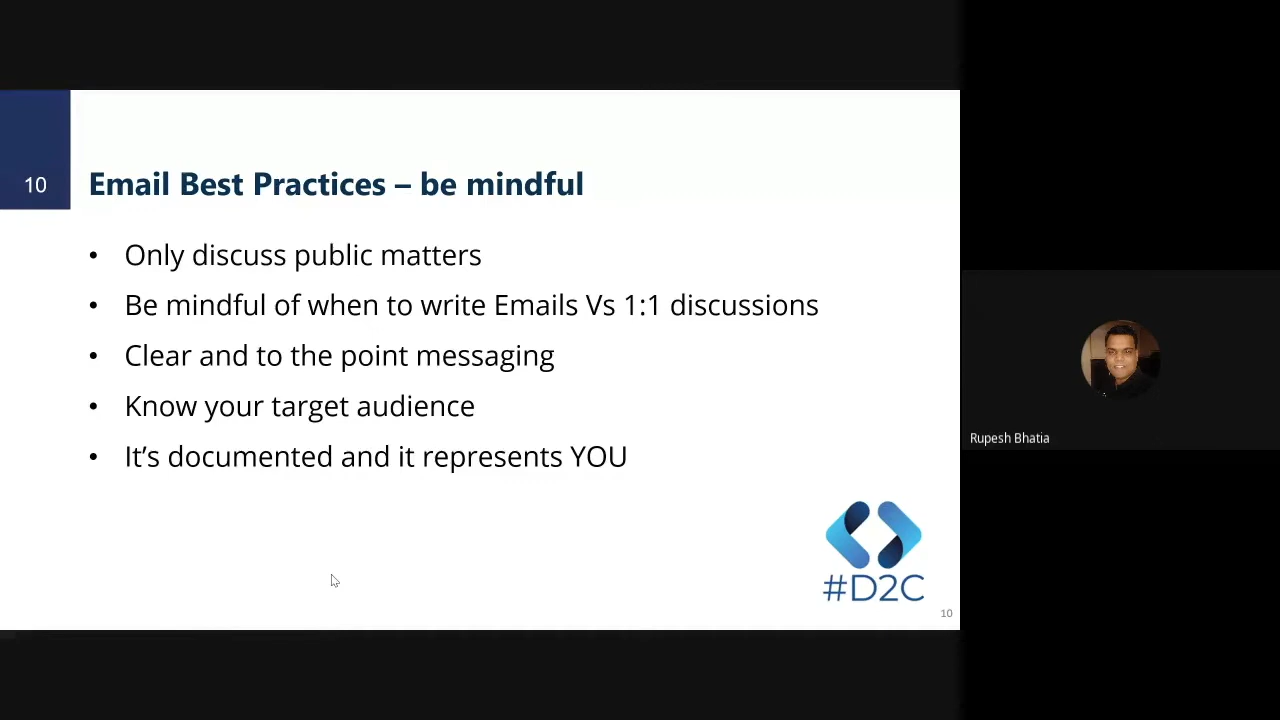 10
Email Best Practices – be mindful
• Only discuss public matters
• Be mindful of when to write Emails Vs 1:1 discussions
• Clear and to the point messaging
• Know your target audience
• It’s documented and it represents YOU
#D2C
10
Rupesh Bhatia